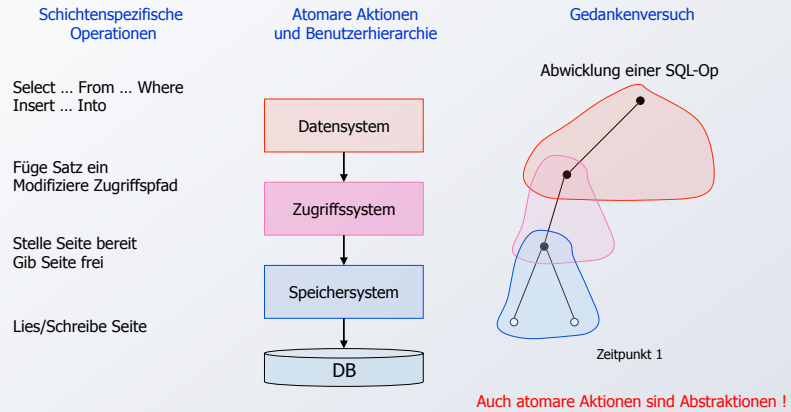 Schichtenspezifische
Operationen
Atomare Aktionen
und Benutzerhierarchie
Gedankenversuch
Select ... From ... Where
Insert ... Into
Füge Satz ein
Modifiziere Zugriffspfad
Stelle Seite bereit
Gib Seite frei
Lies/Schreibe Seite
Datensystem
Zugriffssystem
Speichersystem
DB
Abwicklung einer SQL-Op
Zeitpunkt 1
Auch atomare Aktionen sind Abstraktionen !